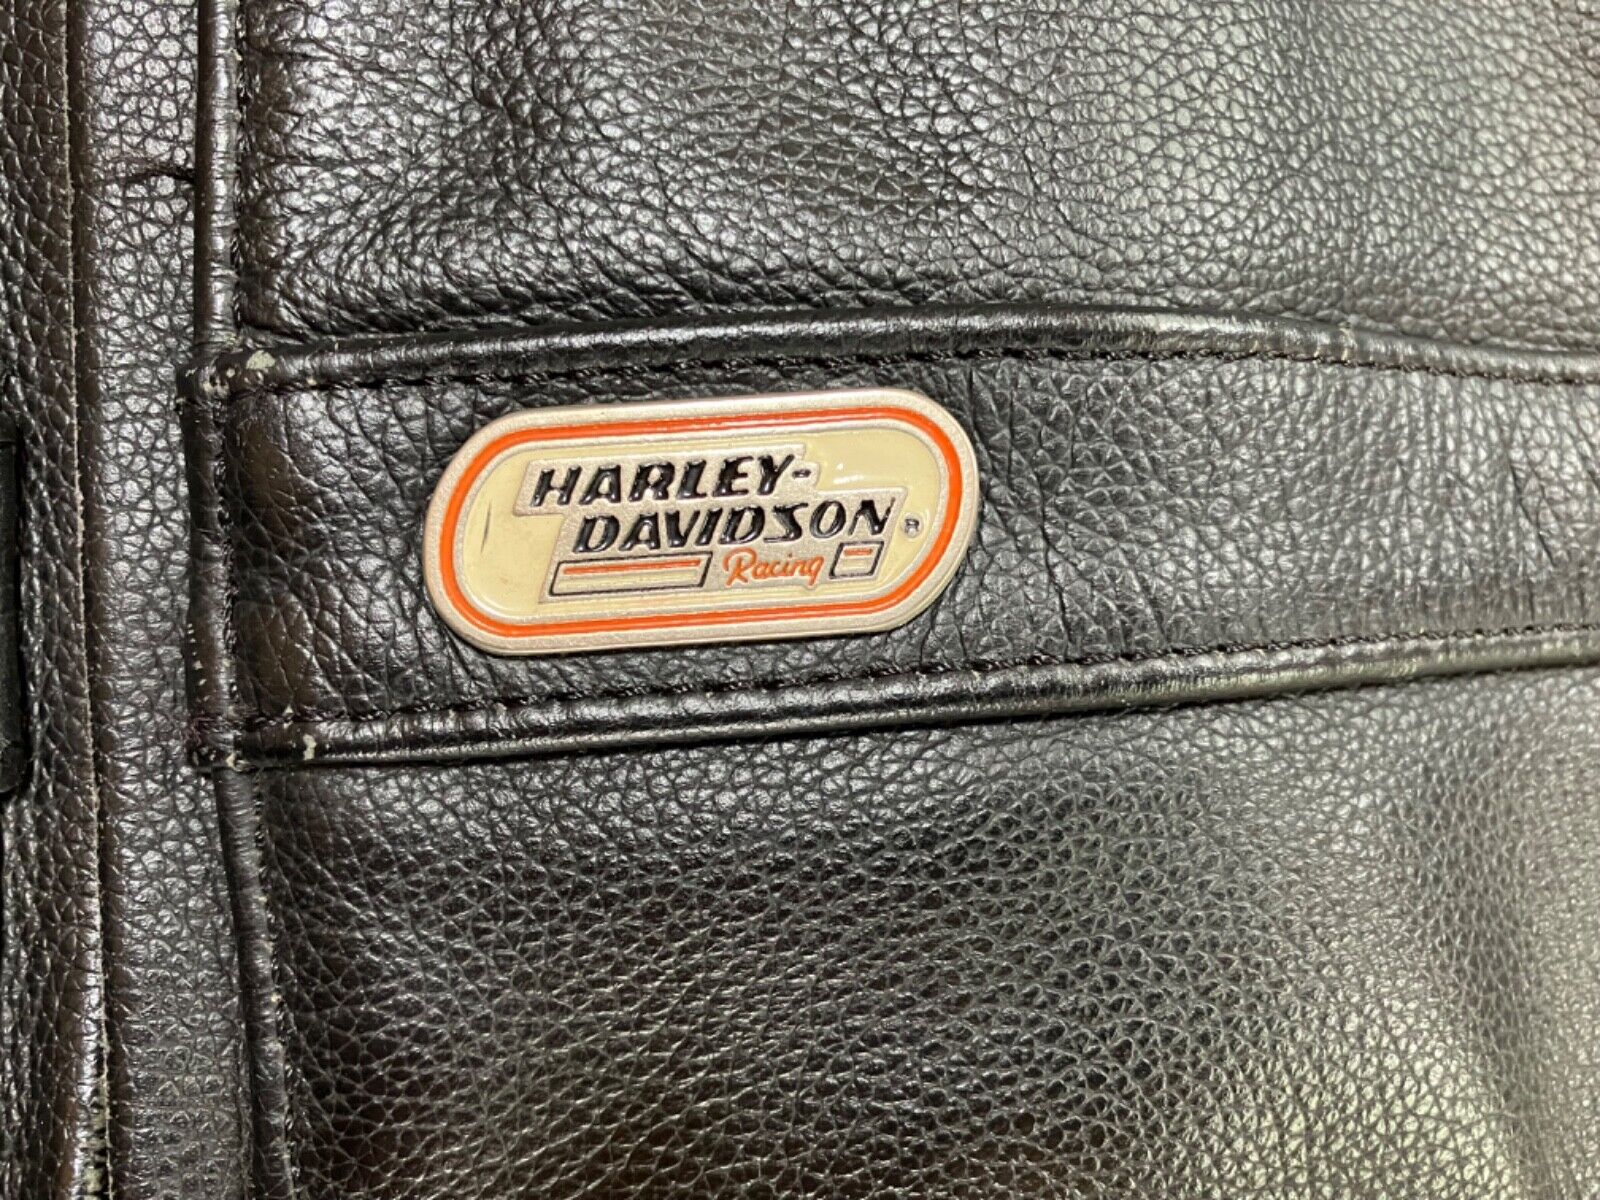 HARLEY-
DAVIDSON ®
Racing